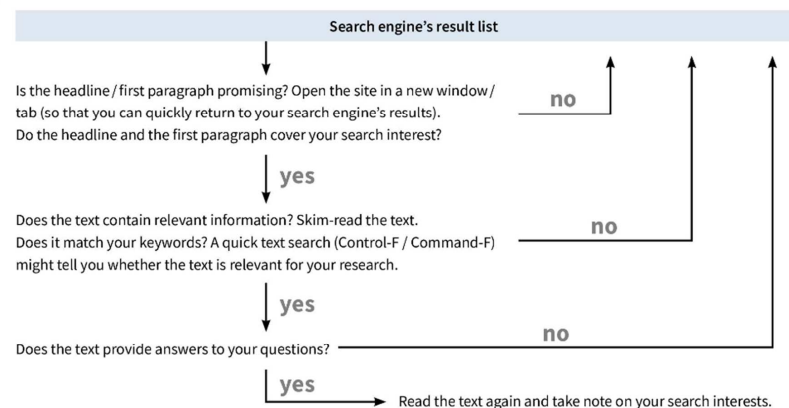 Search engine’s result list
Is the headline / first paragraph promising? Open the site in a new window /
tab (so that you can quickly return to your search engine’s results).
Do the headline and the first paragraph cover your search interest?
no
yes
Does the text contain relevant information? Skim-read the text.
Does it match your keywords? A quick text search (Control-F / Command-F)
might tell you whether the text is relevant for your research.
no
yes
Does the text provide answers to your questions?
no
yes
Read the text again and take note on your search interests.